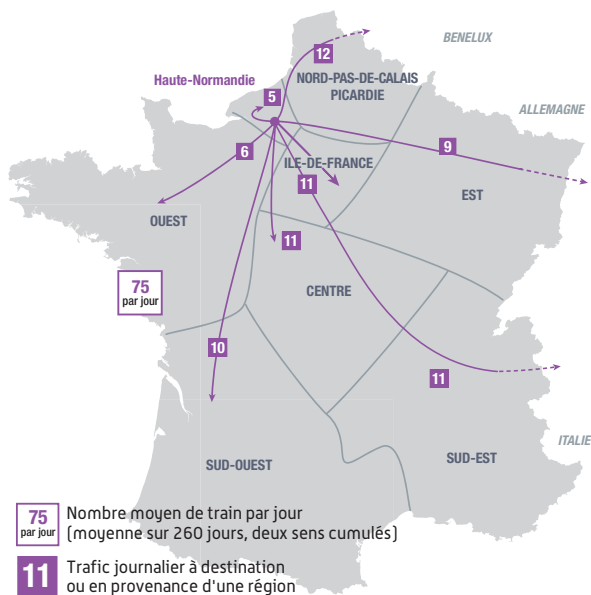 BENELUX
12
Haute-Normandie
NORD-PAS-DE-CALAIS
PICARDIE
5
ALLEMAGNE
6
9
ILE-DE-FRANCE
11
EST
OUEST
11
75
par jour
CENTRE
10
11
ITALIE
SUD-OUEST
SUD-EST
75
par jour
Nombre moyen de train par jour
(moyenne sur 260 jours, deux sens cumulés)
11
Trafic journalier à destination
ou en provenance d'une région